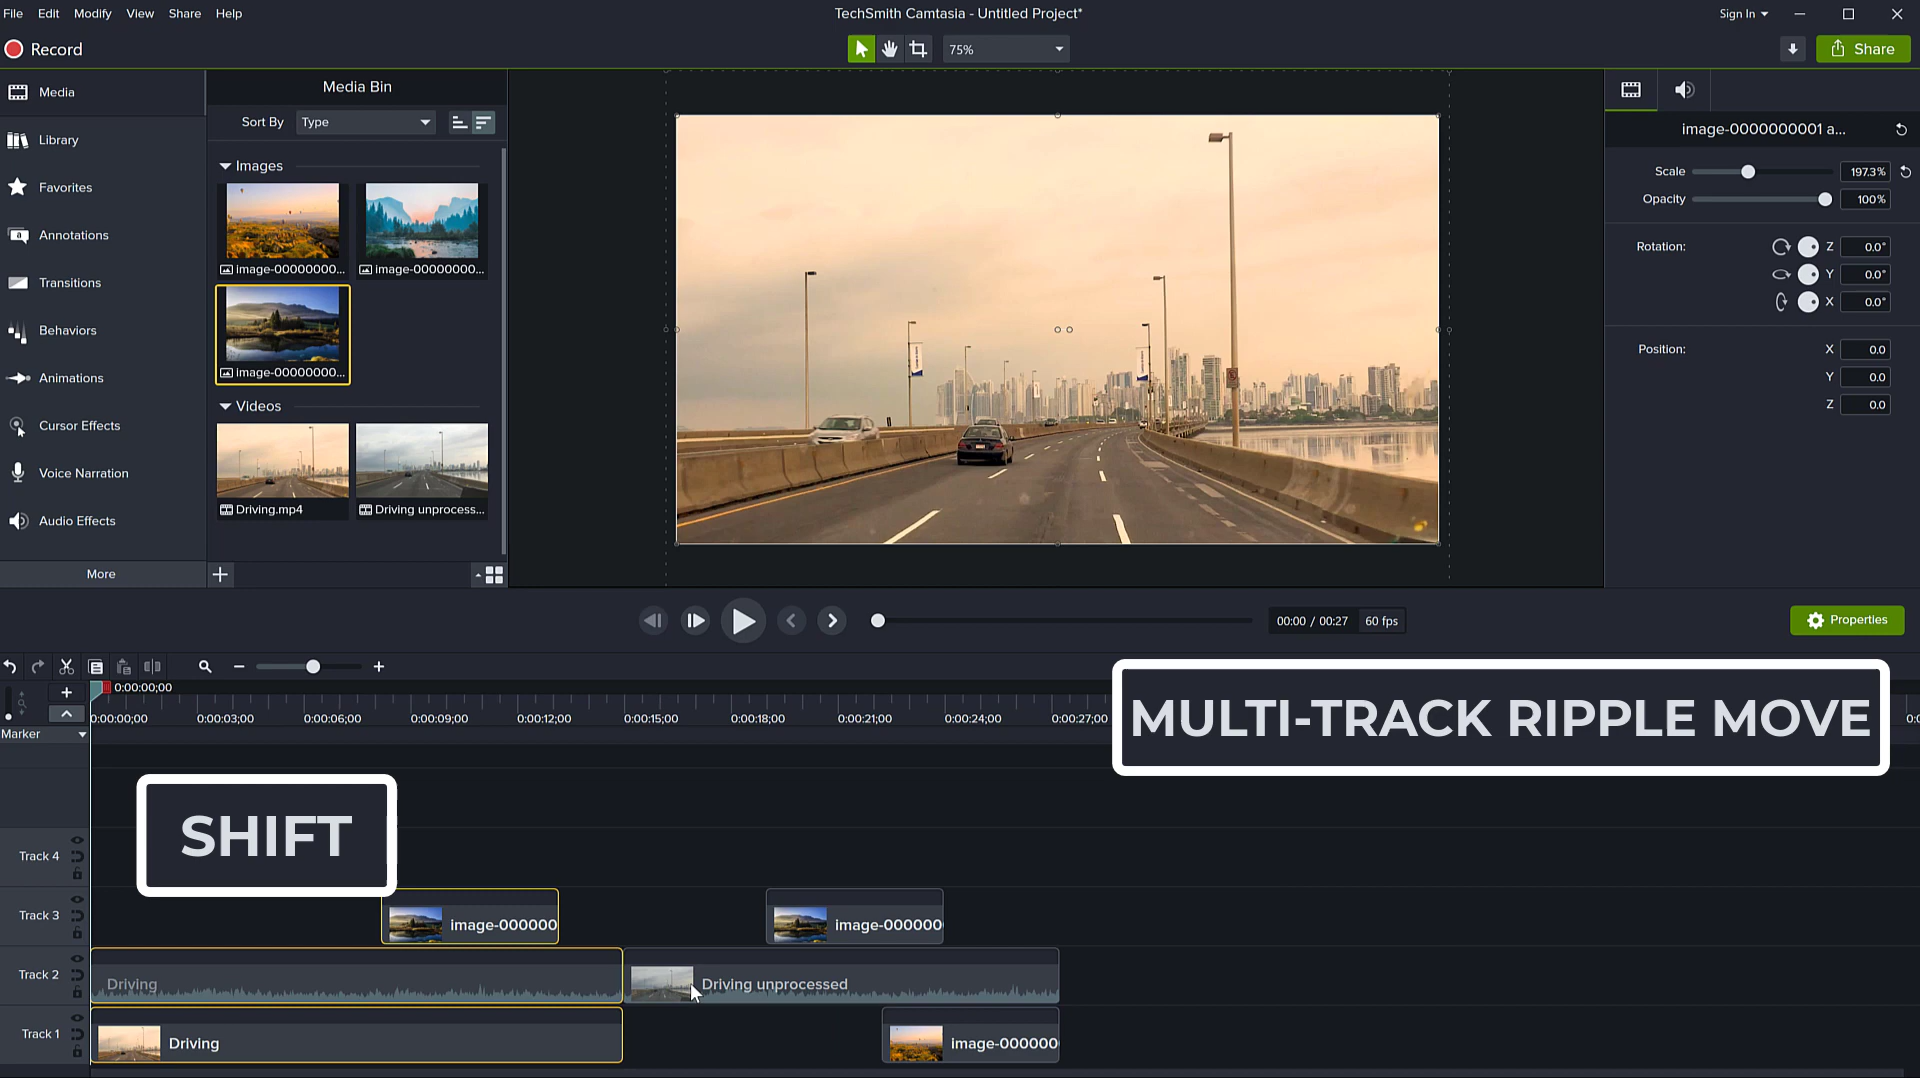 File Edit Modify View Share Help
TechSmith Camtasia - Untitled Project*
Sign In
Record
75%
Share
Media
Library
Favorites
Annotations
Transitions
Behaviors
Animations
Cursor Effects
Voice Narration
Audio Effects
More
Media Bin
Sort By Type
Images
image-00000000... image-00000000...
image-00000000...
Videos
Driving.mp4 Driving unprocess...
image-0000000001 a...
Scale 197.3%
Opacity 100%
Rotation: Z 0.0°
Y 0.0°
X 0.0°
Position: X 0.0
Y 0.0
Z 0.0
00:00 / 00:27 60 fps
Properties
0:00:00;00
0:00:00;00 0:00:03;00 0:00:06;00 0:00:09;00 0:00:12;00 0:00:15;00 0:00:18;00 0:00:21;00 0:00:24;00 0:00:27;00
MULTI-TRACK RIPPLE MOVE
Marker
SHIFT
Track 4
Track 3
image-000000 image-000000
Track 2
Driving Driving unprocessed
Track 1
Driving image-000000